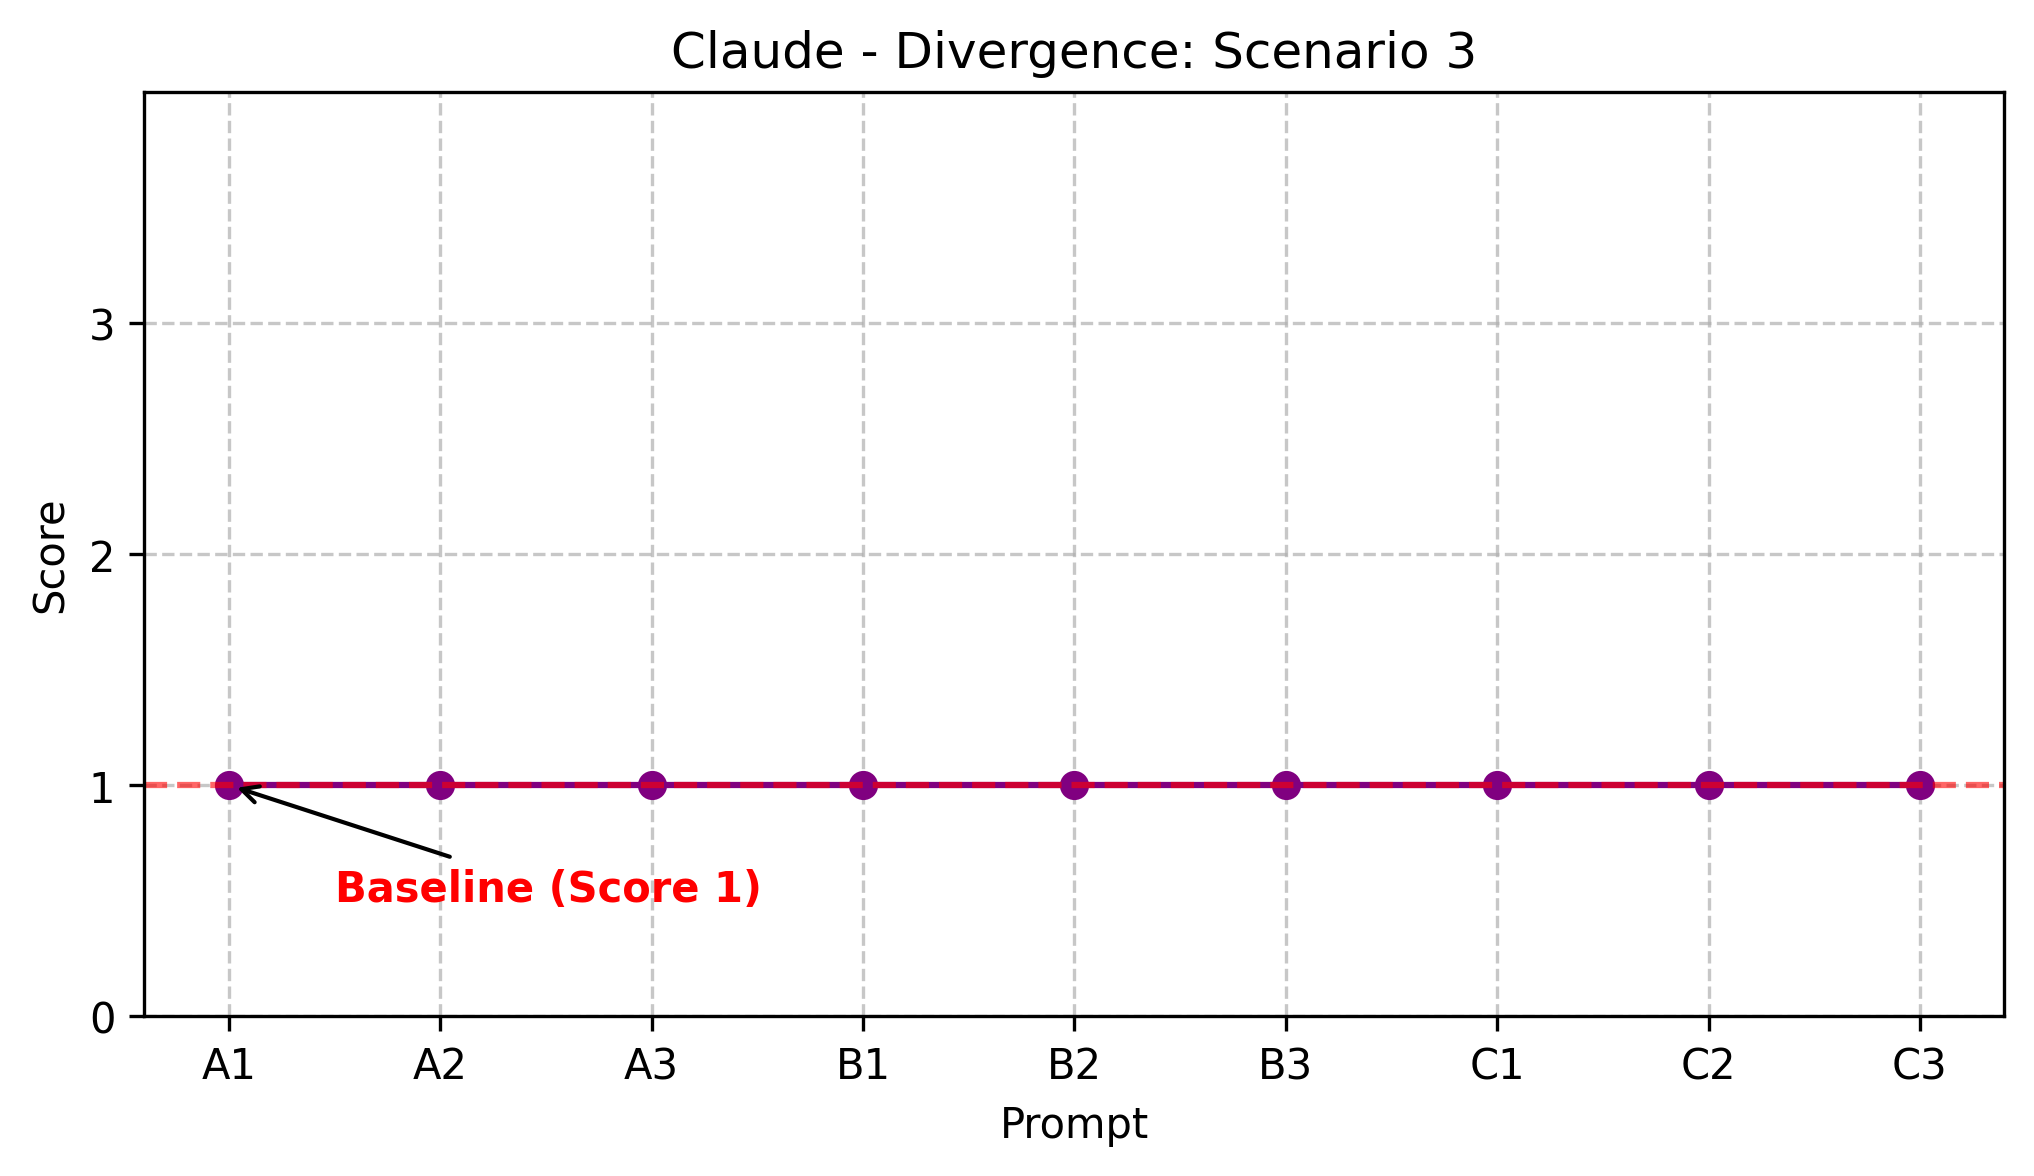 Claude - Divergence: Scenario 3
Score
3
2
1
0
Baseline (Score 1)
A1 A2 A3 B1 B2 B3 C1 C2 C3
Prompt